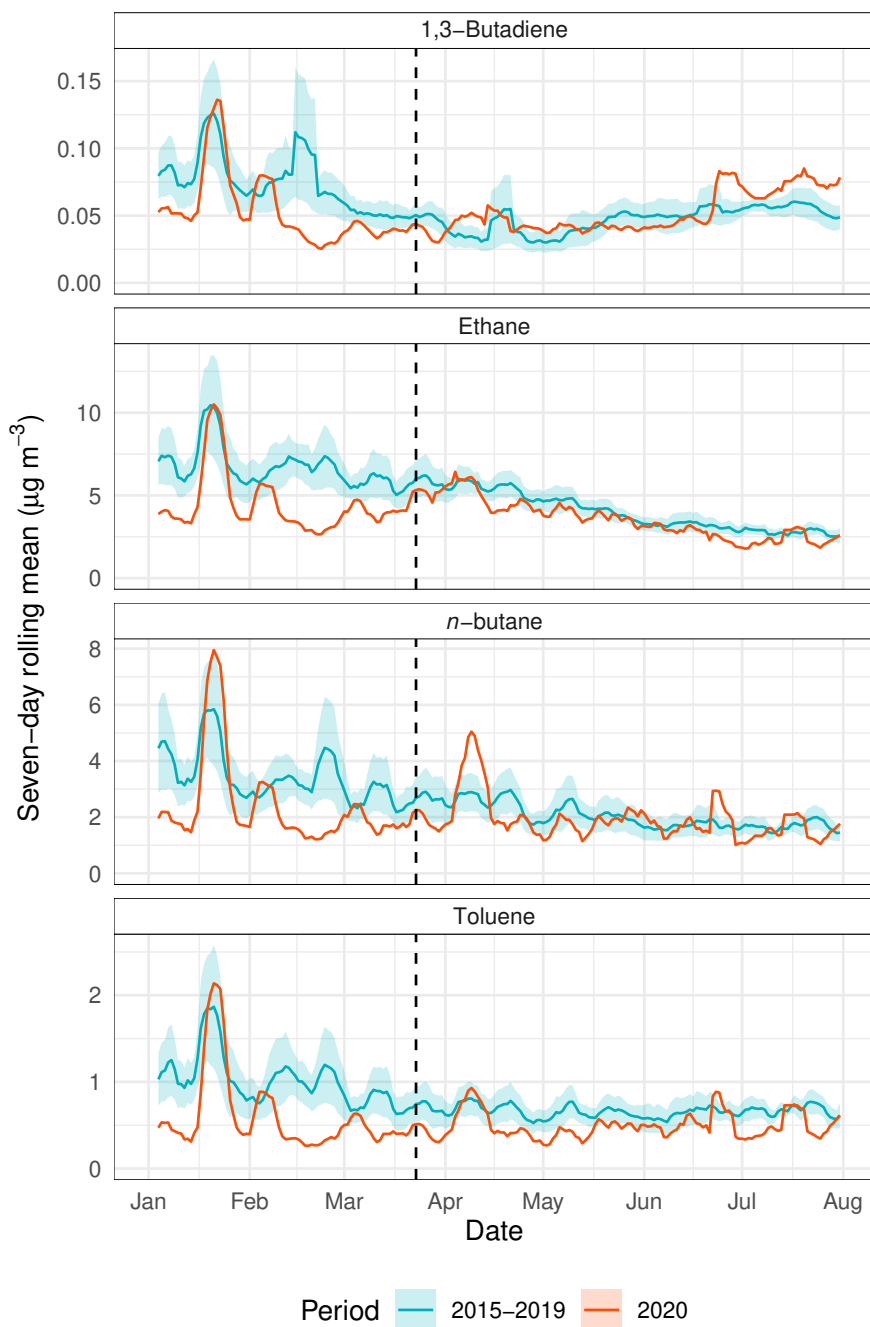 1,3−Butadiene
0.15
0.10
0.05
0.00
Ethane
10
5
0
n−butane
8
6
4
2
0
Toluene
2
1
0
Jan Feb Mar Apr May Jun Jul Aug
Date
Seven−day rolling mean (μg m⁻³)
Period 2015−2019 2020